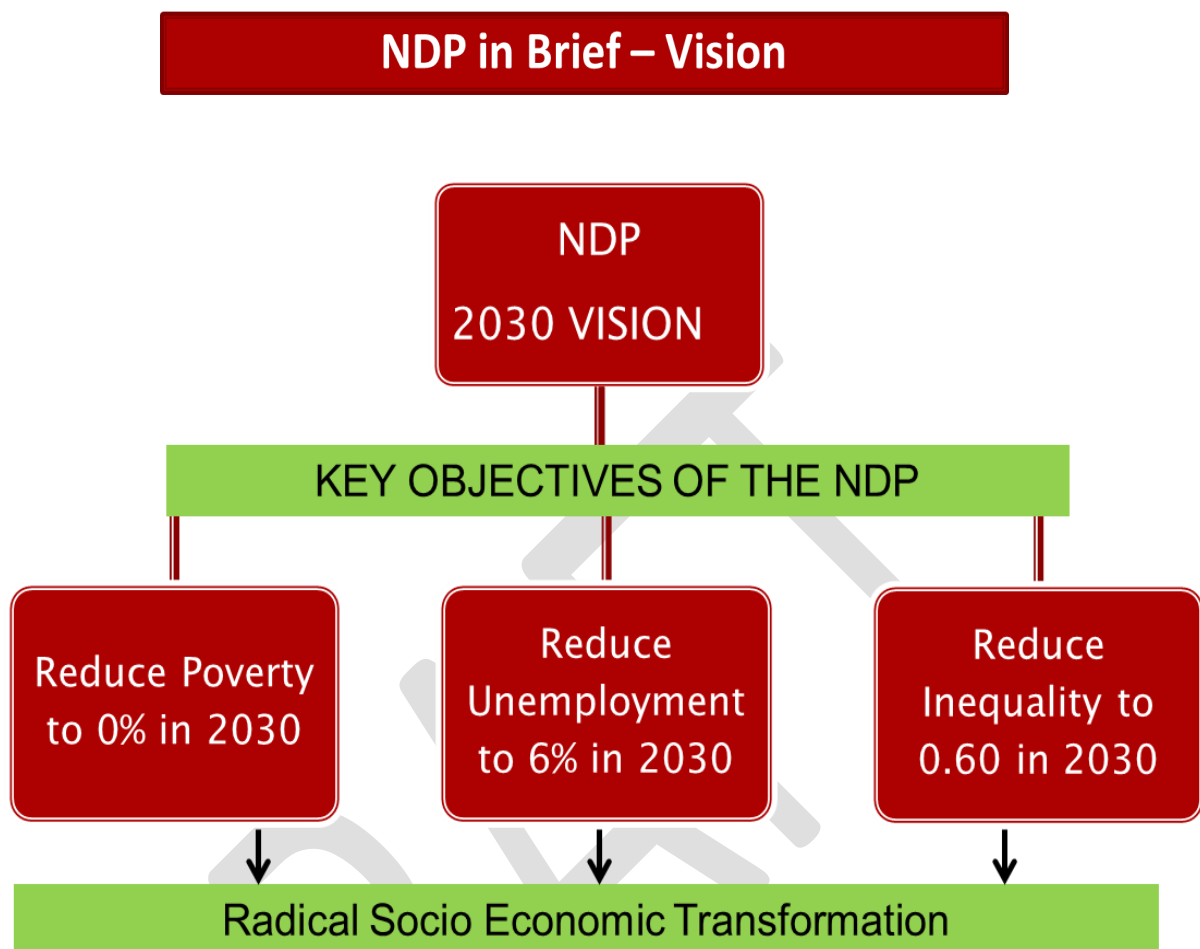 NDP in Brief – Vision
NDP
2030 VISION
KEY OBJECTIVES OF THE NDP
Reduce Poverty
to 0% in 2030
Reduce
Unemployment
to 6% in 2030
Reduce
Inequality to
0.60 in 2030
Radical Socio Economic Transformation
DRAFT